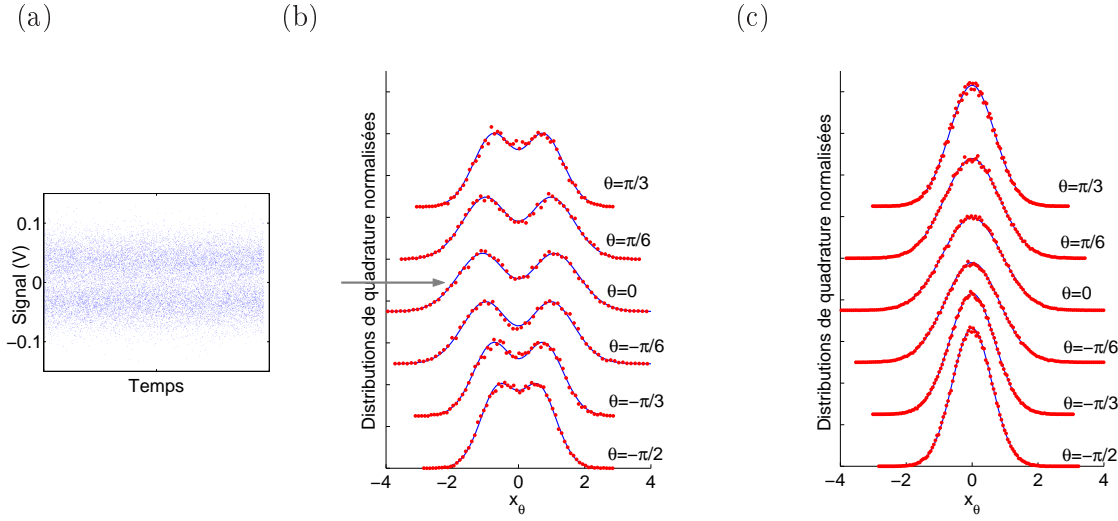 (a)
Signal (V)
0.1
0
−0.1
Temps
(b)
Distributions de quadrature normalisées
θ=π/3
θ=π/6
θ=0
θ=−π/6
θ=−π/3
θ=−π/2
−4 −2 0 2 4
xθ
(c)
Distributions de quadrature normalisées
θ=π/3
θ=π/6
θ=0
θ=−π/6
θ=−π/3
θ=−π/2
−4 −2 0 2 4
xθ